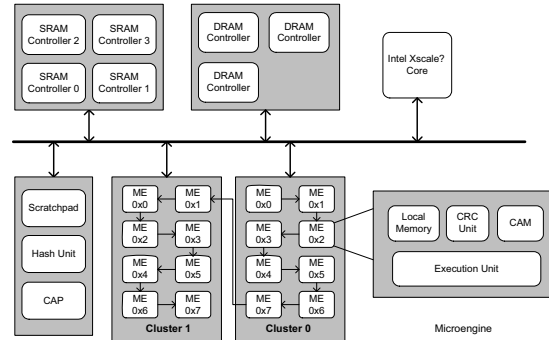 SRAM
Controller 2
SRAM
Controller 3
SRAM
Controller 0
SRAM
Controller 1
DRAM
Controller
DRAM
Controller
DRAM
Controller
Intel Xscale?
Core
Scratchpad
Hash Unit
CAP
ME
0x0
ME
0x1
ME
0x2
ME
0x3
ME
0x4
ME
0x5
ME
0x6
ME
0x7
Cluster 1
ME
0x0
ME
0x1
ME
0x3
ME
0x2
ME
0x4
ME
0x5
ME
0x7
ME
0x6
Cluster 0
Local
Memory
CRC
Unit
CAM
Execution Unit
Microengine